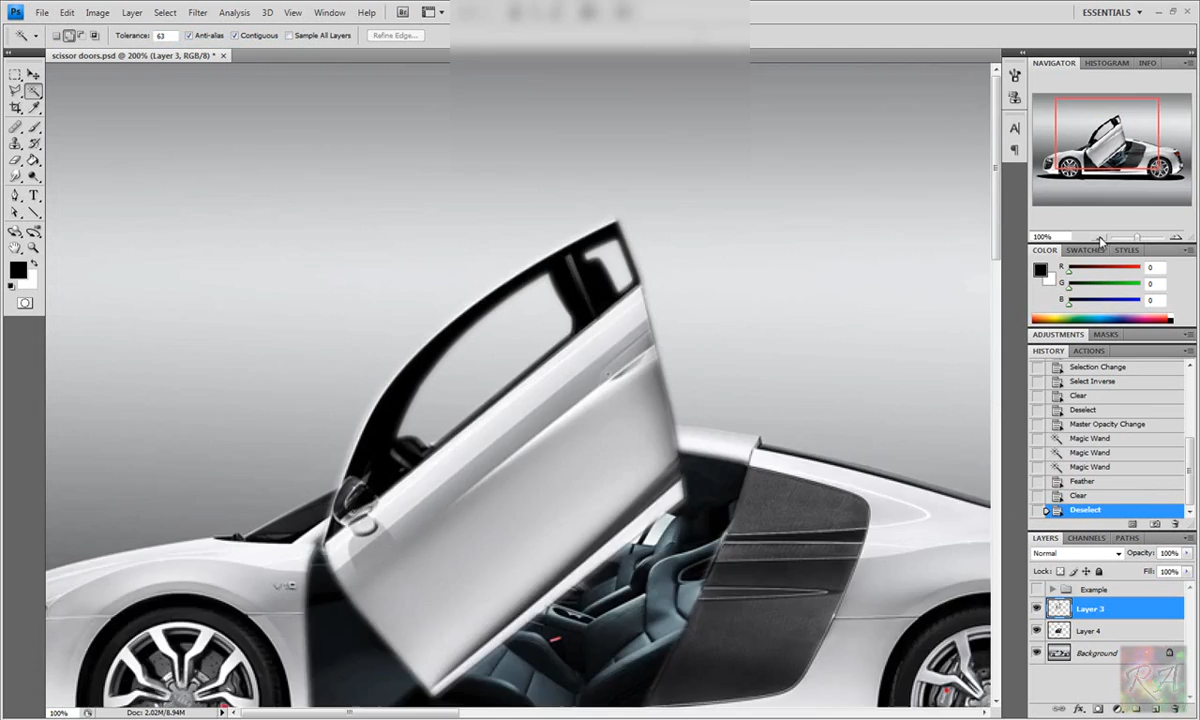 Ps File Edit Image Layer Select Filter Analysis 3D View Window Help Br ESSENTIALS
Tolerance: 63 Anti-alias Contiguous Sample All Layers Refine Edge...
scissor doors.psd @ 200% (Layer 3, RGB/8) *
NAVIGATOR HISTOGRAM INFO
100%
COLOR SWATCHES STYLES
R 0
G 0
B 0
ADJUSTMENTS MASKS
HISTORY ACTIONS
Selection Change
Select Inverse
Clear
Deselect
Master Opacity Change
Magic Wand
Magic Wand
Magic Wand
Feather
Clear
Deselect
LAYERS CHANNELS PATHS
Normal Opacity: 100%
Lock: Fill: 100%
Example
Layer 3
Layer 4
Background
RA
V10
100% Doc: 2.02M/8.94M